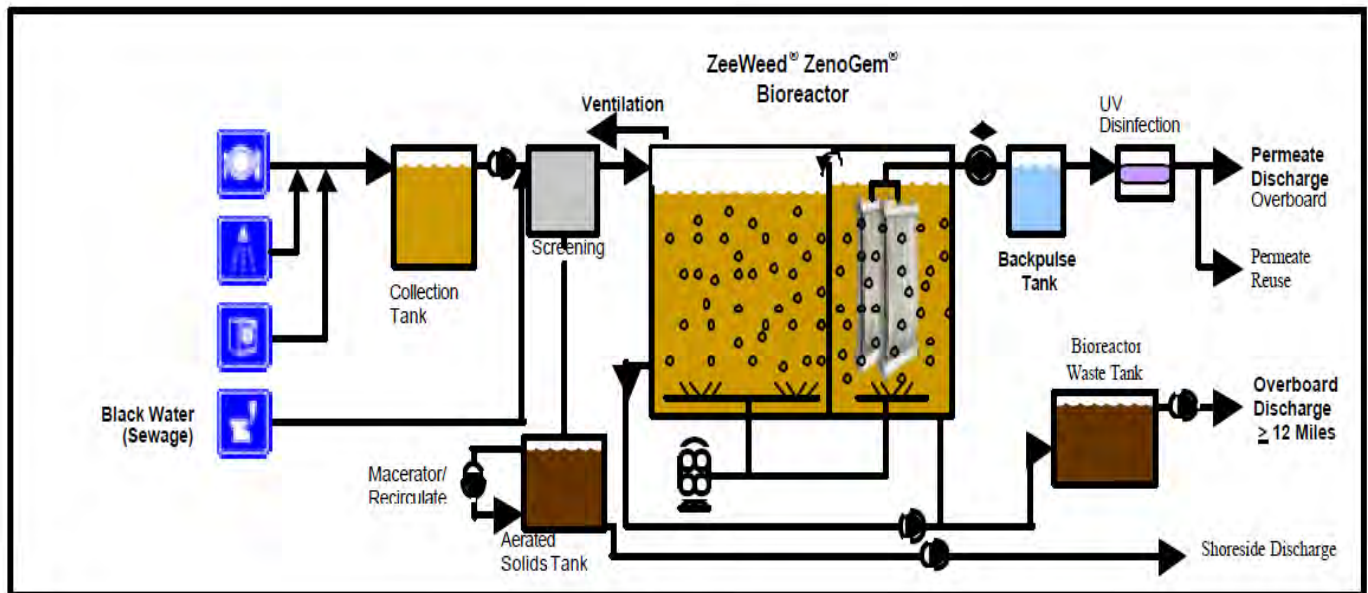 ZeeWeed® ZenoGem®
Bioreactor
Ventilation
UV
Disinfection
Permeate
Discharge
Overboard
Screening
Collection
Tank
Backpulse
Tank
Permeate
Reuse
Black Water
(Sewage)
Bioreactor
Waste Tank
Overboard
Discharge
≥ 12 Miles
Macerator/
Recirculate
Aerated
Solids Tank
Shoreside Discharge